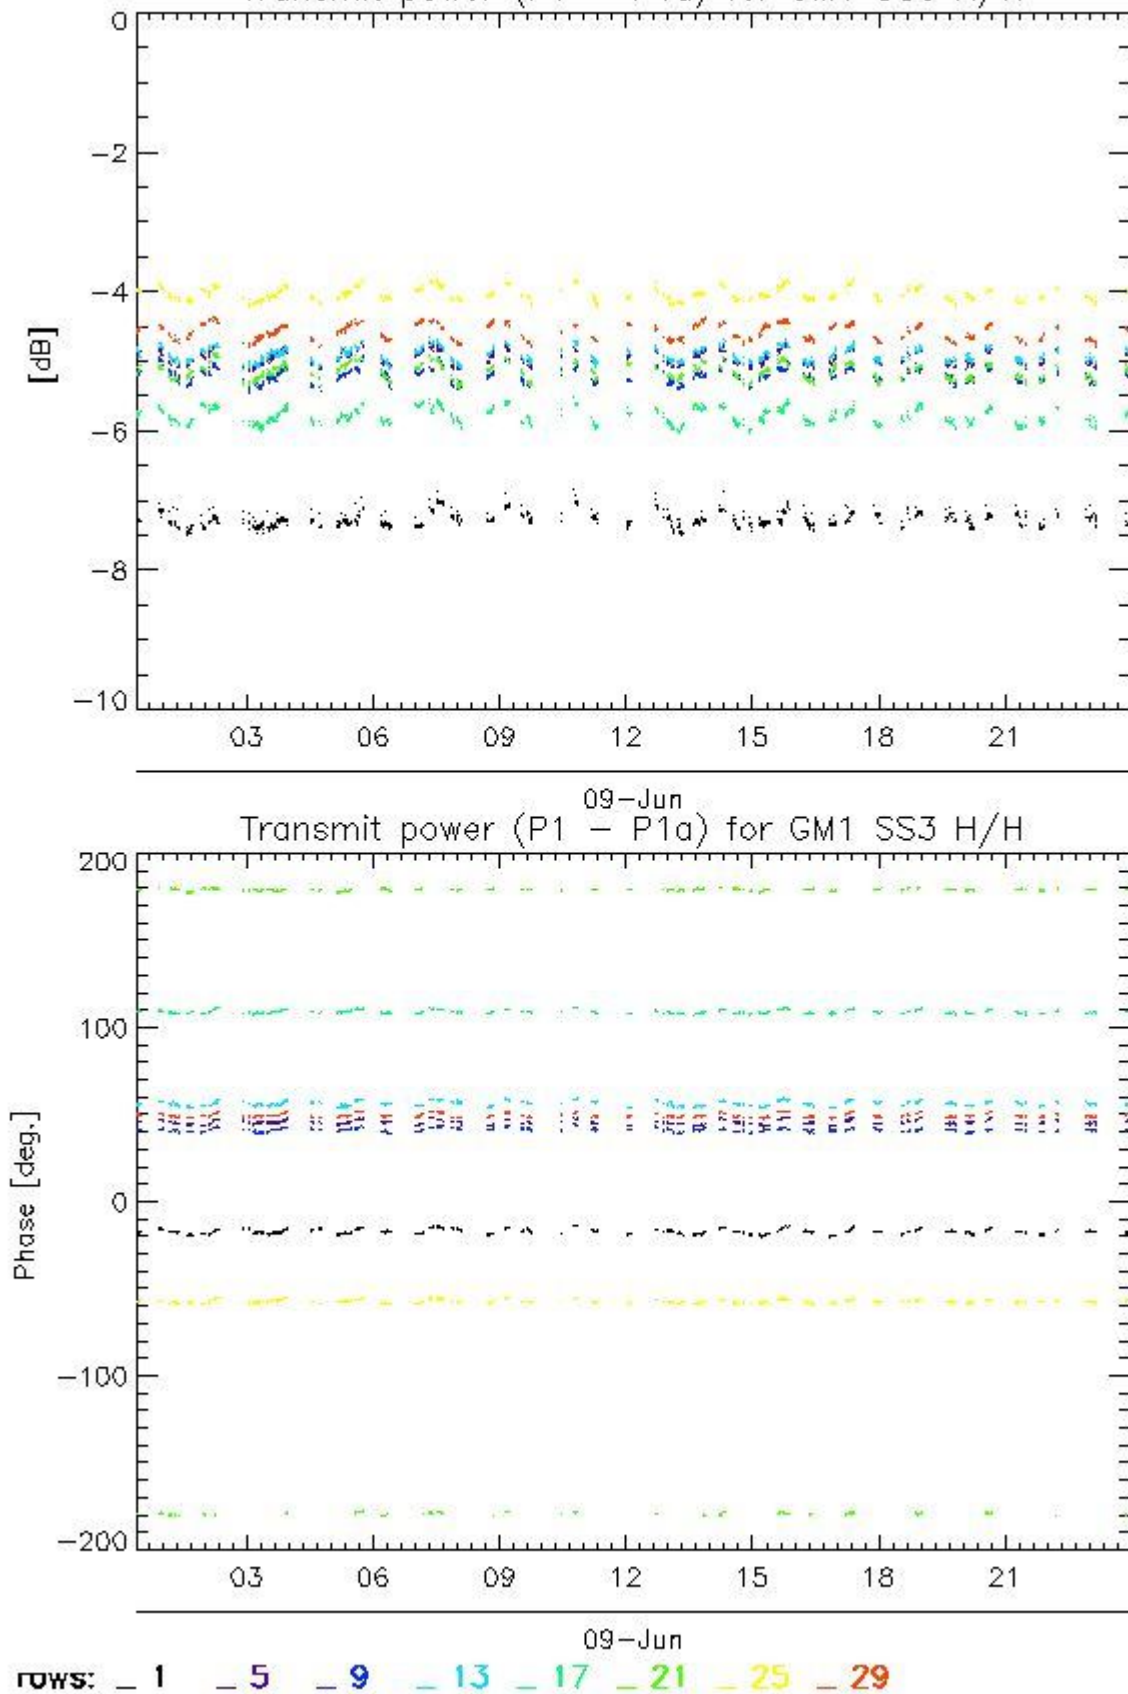 0
-2
-4
-6
-8
-10
[dB]
03 06 09 12 15 18 21
09-Jun
Transmit power (P1 - P1a) for GM1 SS3 H/H
200
100
0
-100
-200
Phase [deg.]
03 06 09 12 15 18 21
09-Jun
rows: _ 1 _ 5 _ 9 _ 13 _ 17 _ 21 _ 25 _ 29